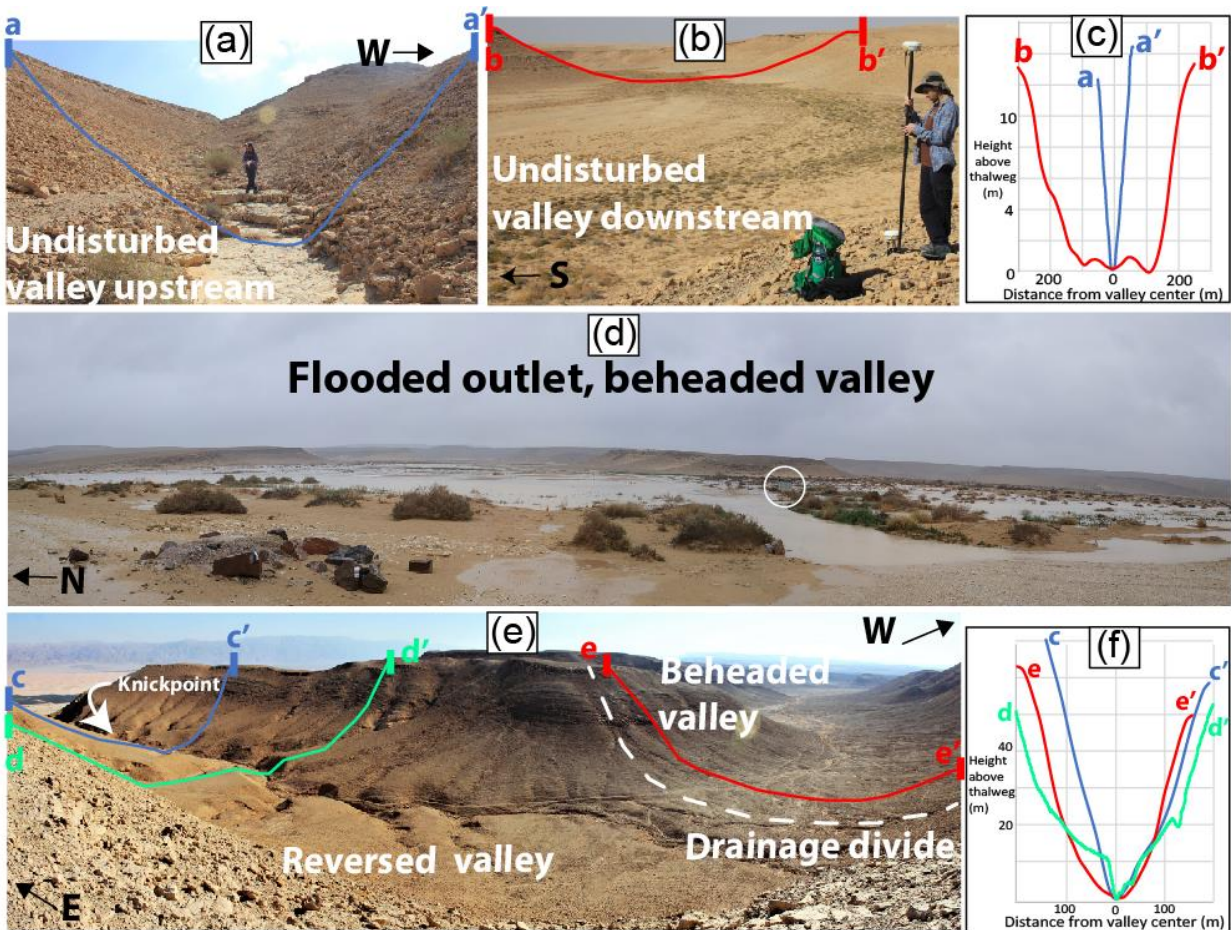 a
a'
(a)
W
Undisturbed
valley upstream
b
b'
(b)
Undisturbed
valley downstream
S
(c)
b
a
a'
b'
10
Height
above
thalweg
(m)
4
0
200
0
200
Distance from valley center (m)
(d)
Flooded outlet, beheaded valley
N
(e)
W
c
c'
d
d'
e
e'
Knickpoint
Beheaded
valley
Reversed valley
Drainage divide
E
(f)
c
e
c'
d
e'
d'
40
Height
above
thalweg
(m)
20
100
0
100
Distance from valley center (m)